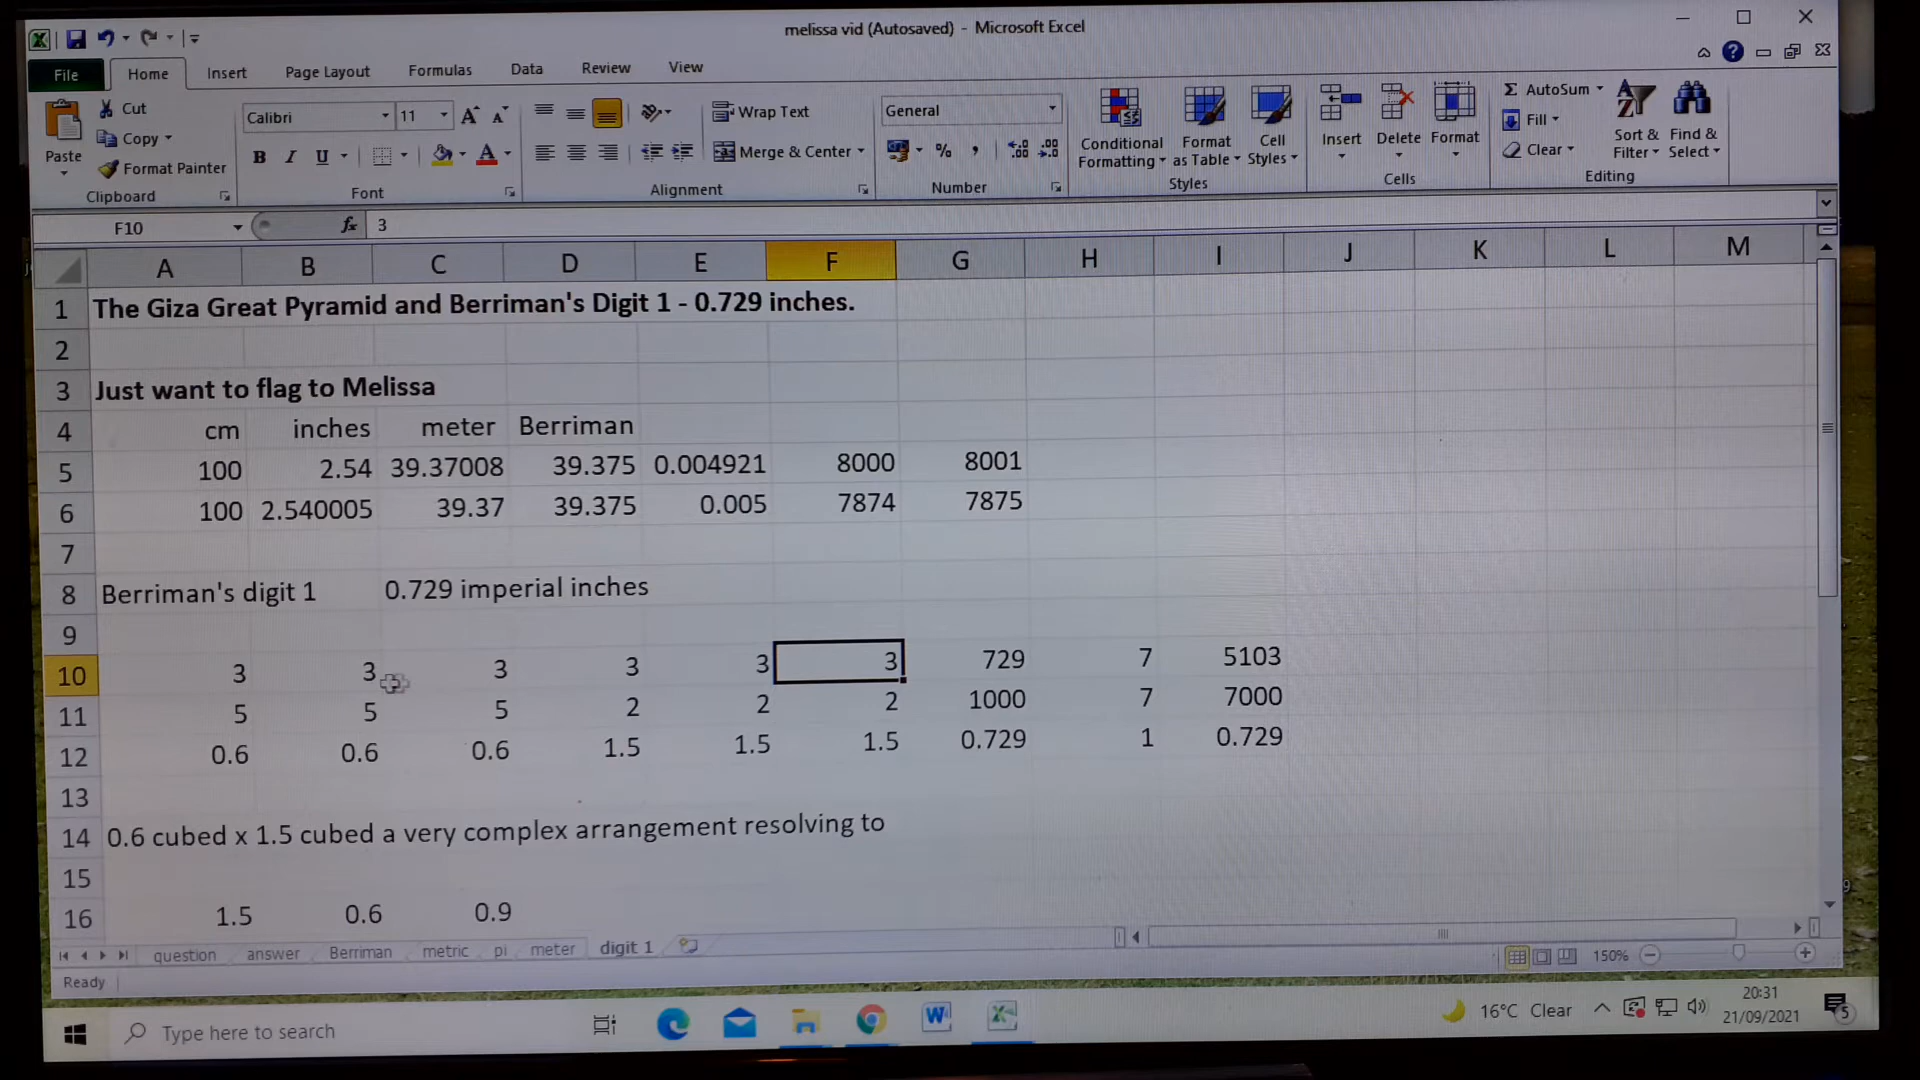 melissa vid (Autosaved) - Microsoft Excel
File Home Insert Page Layout Formulas Data Review View
Cut
Copy
Format Painter
Paste
Clipboard
Calibri 11
B I U
Font
Wrap Text
Merge & Center
Alignment
General
%
Number
Conditional Formatting
Format as Table
Cell Styles
Styles
Insert
Delete
Format
Cells
AutoSum
Fill
Clear
Sort & Filter
Find & Select
Editing
F10 fx 3
A B C D E F G H I J K L M
1 The Giza Great Pyramid and Berriman's Digit 1 - 0.729 inches.
2
3 Just want to flag to Melissa
4 cm inches meter Berriman
5 100 2.54 39.37008 39.375 0.004921 8000 8001
6 100 2.540005 39.37 39.375 0.005 7874 7875
7
8 Berriman's digit 1 0.729 imperial inches
9
10 3 3 3 3 3 3 729 7 5103
11 5 5 5 2 2 2 1000 7 7000
12 0.6 0.6 0.6 1.5 1.5 1.5 0.729 1 0.729
13
14 0.6 cubed x 1.5 cubed a very complex arrangement resolving to
15
16 1.5 0.6 0.9
question answer Berriman metric pi meter digit 1
Ready 150%
Type here to search
16°C Clear
20:31
21/09/2021
5